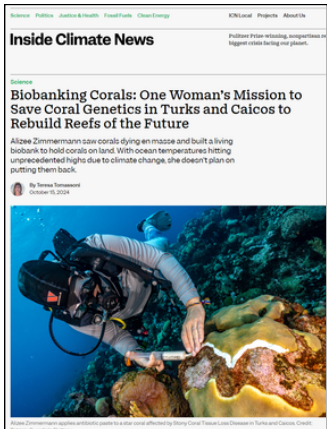 Science Politics Justice & Health Fossil Fuels Clean Energy ICN Local Projects About Us
Inside Climate News
Pulitzer Prize-winning, nonpartisan re
biggest crisis facing our planet.
Science
Biobanking Corals: One Woman's Mission to
Save Coral Genetics in Turks and Caicos to
Rebuild Reefs of the Future
Alizee Zimmermann saw corals dying en masse and built a living
biobank to hold corals on land. With ocean temperatures hitting
unprecedented highs due to climate change, she doesn't plan on
putting them back.
By Teresa Tomassoni
October 15, 2024
Alizee Zimmermann applies antibiotic paste to a star coral affected by Stony Coral Tissue Loss Disease in Turks and Caicos. Credit: